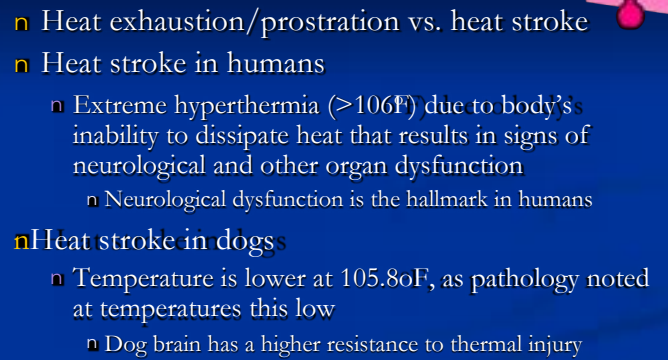 n Heat exhaustion/prostration vs. heat stroke
n Heat stroke in humans
n Extreme hyperthermia (>106F) due to body's
inability to dissipate heat that results in signs of
neurological and other organ dysfunction
n Neurological dysfunction is the hallmark in humans
nHeat stroke in dogs
n Temperature is lower at 105.8oF, as pathology noted
at temperatures this low
n Dog brain has a higher resistance to thermal injury